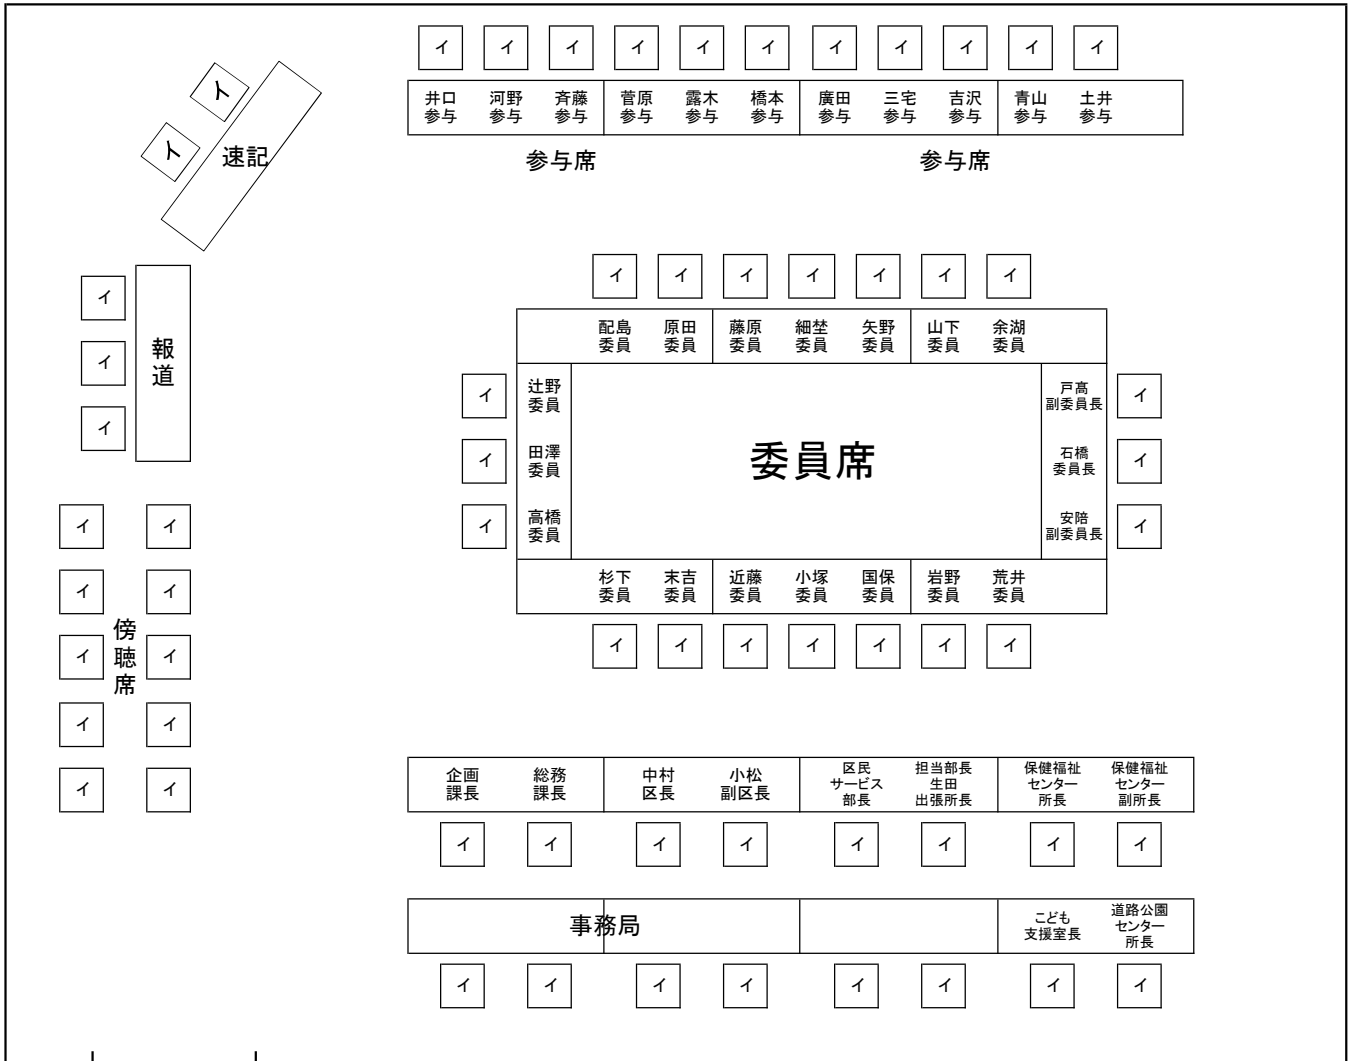 イ イ イ イ イ イ イ イ イ イ イ
井口 河野 斉藤 菅原 露木 橋本 廣田 三宅 吉沢 青山 土井
参与 参与 参与 参与 参与 参与 参与 参与 参与 参与 参与
参与席 参与席
イ
イ
速記
イ
イ
イ
報道
イ イ イ イ イ イ イ
配島 原田 藤原 細埜 矢野 山下 余湖
委員 委員 委員 委員 委員 委員 委員
イ
辻野
委員
イ
田澤
委員
イ
高橋
委員
委員席
戸髙
副委員長
イ
石橋
委員長
イ
安陪
副委員長
イ
杉下 末吉 近藤 小塚 国保 岩野 荒井
委員 委員 委員 委員 委員 委員 委員
イ イ イ イ イ イ イ
イ イ
イ イ
イ イ
イ イ
イ イ
傍聴席
企画
課長
総務
課長
中村
区長
小松
副区長
区民
サービス
部長
担当部長
生田
出張所長
保健福祉
センター
所長
保健福祉
センター
副所長
イ イ イ イ イ イ イ イ
事務局
こども
支援室長
道路公園
センター
所長
イ イ イ イ イ イ イ イ